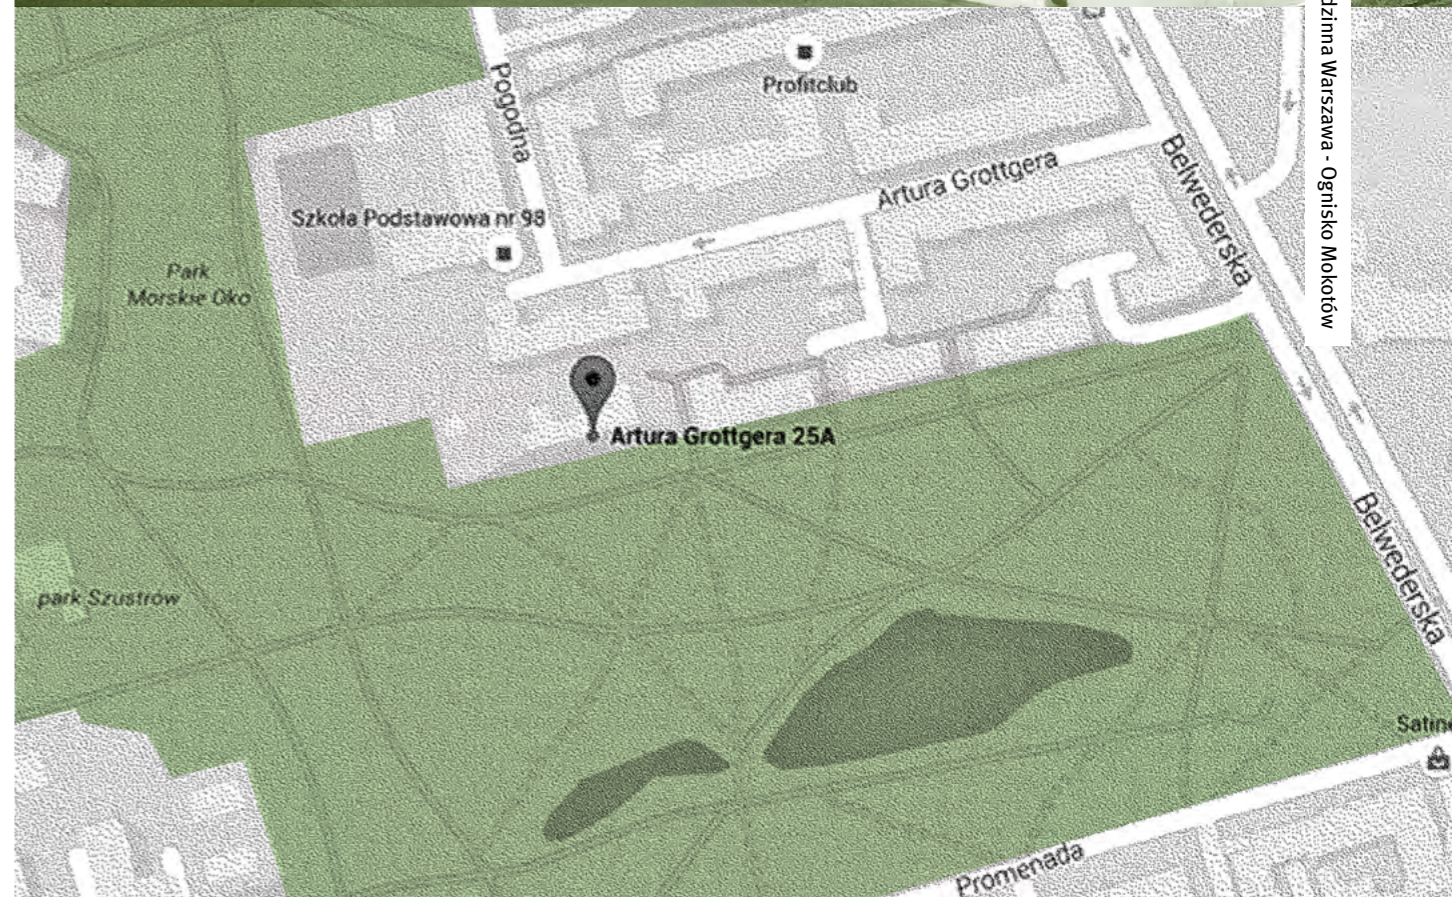 Profitclub
Pogodna
Artura Grottgera
Belwederska
Szkoła Podstawowa nr 98
Park
Morskie Oko
Artura Grottgera 25A
park Szustrów
Belwederska
Promenada
- Ognisko Mokotów
Warszawa